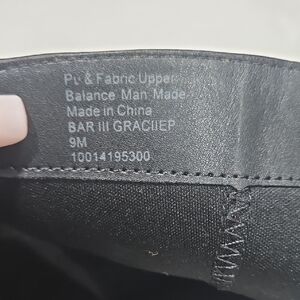 Pu & Fabric Upper
Balance Man Made
Made in China
BAR III GRACIIEP
9M
10014195300